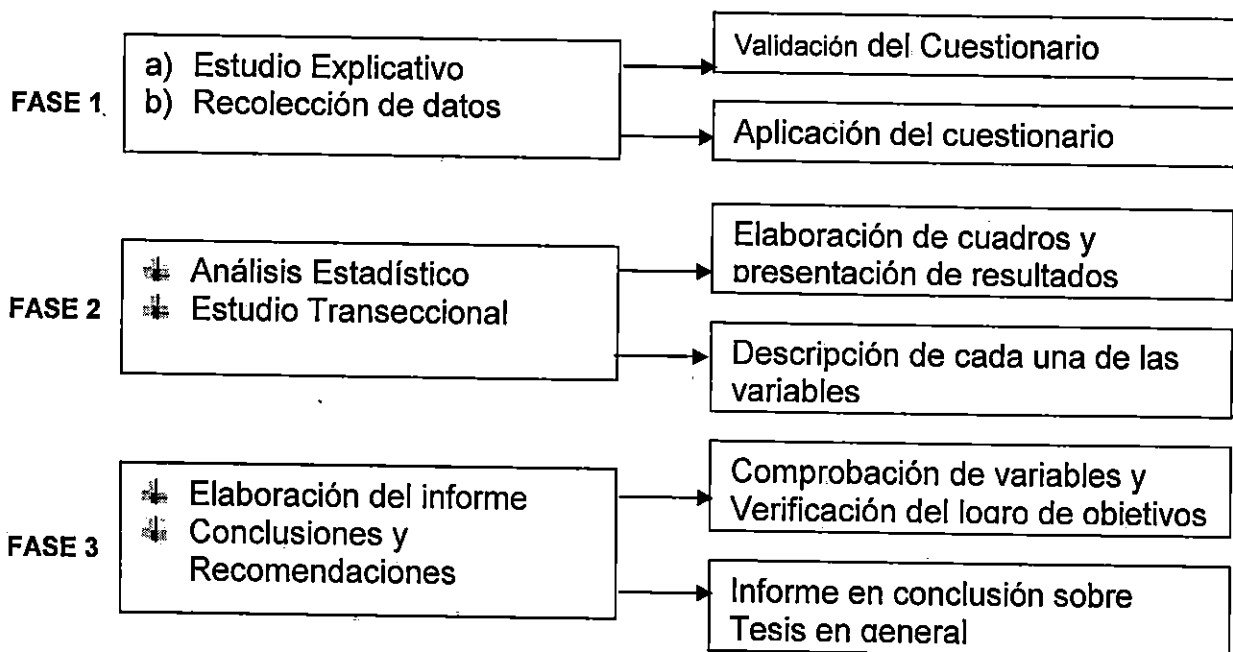 FASE 1
a) Estudio Explicativo
b) Recolección de datos
Validación del Cuestionario
Aplicación del cuestionario
FASE 2
Análisis Estadístico
Estudio Transeccional
Elaboración de cuadros y
presentación de resultados
Descripción de cada una de las
variables
FASE 3
Elaboración del informe
Conclusiones y
Recomendaciones
Comprobación de variables y
Verificación del logro de objetivos
Informe en conclusión sobre
Tesis en general